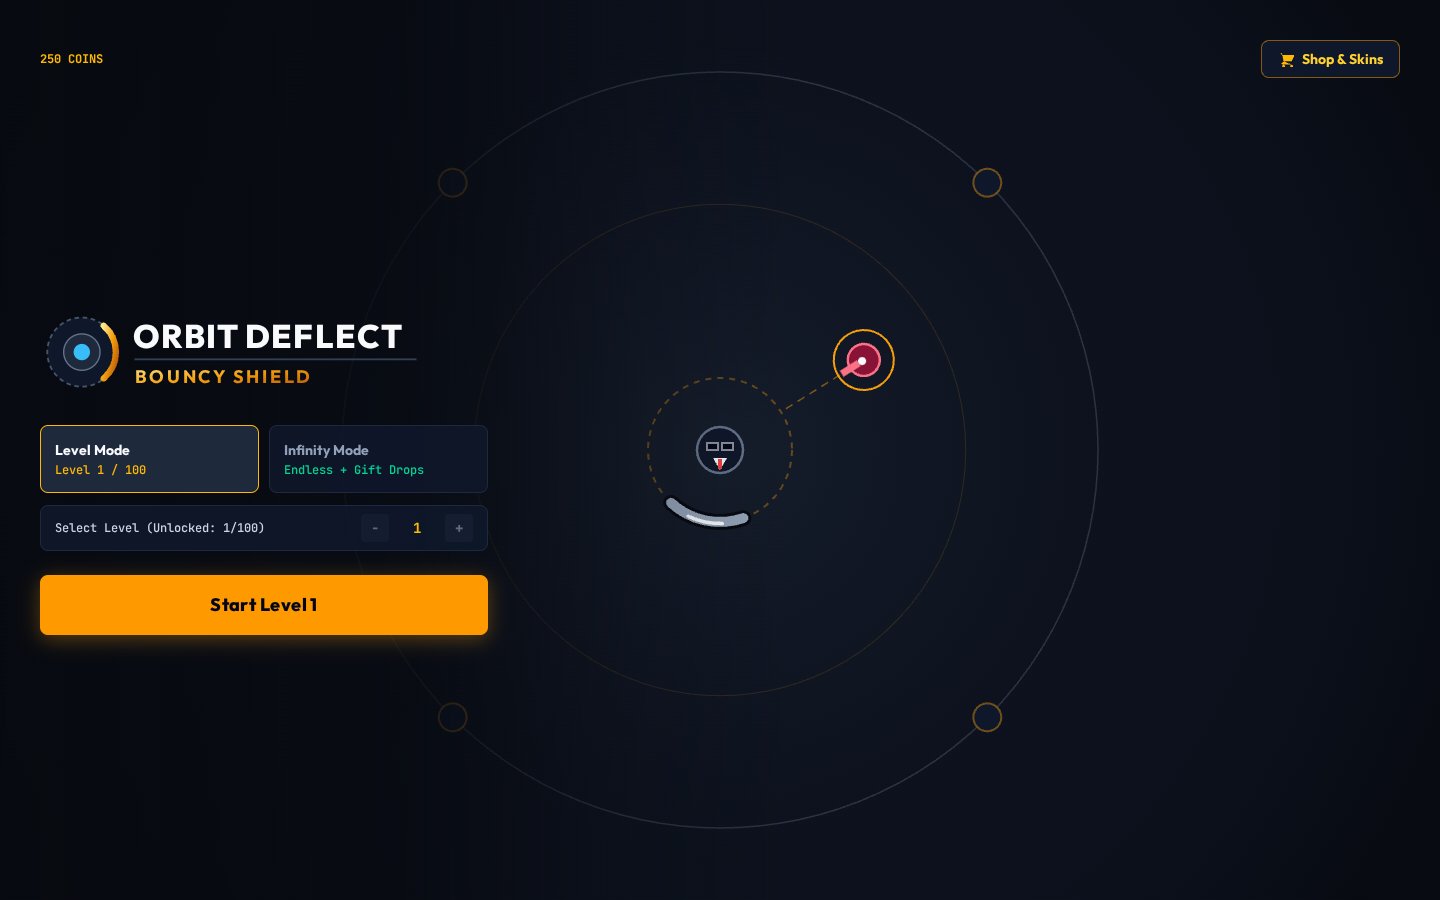 250 COINS
Shop & Skins
ORBIT DEFLECT
BOUNCY SHIELD
Level Mode
Level 1 / 100
Infinity Mode
Endless + Gift Drops
Select Level (Unlocked: 1/100)
- 1 +
Start Level 1